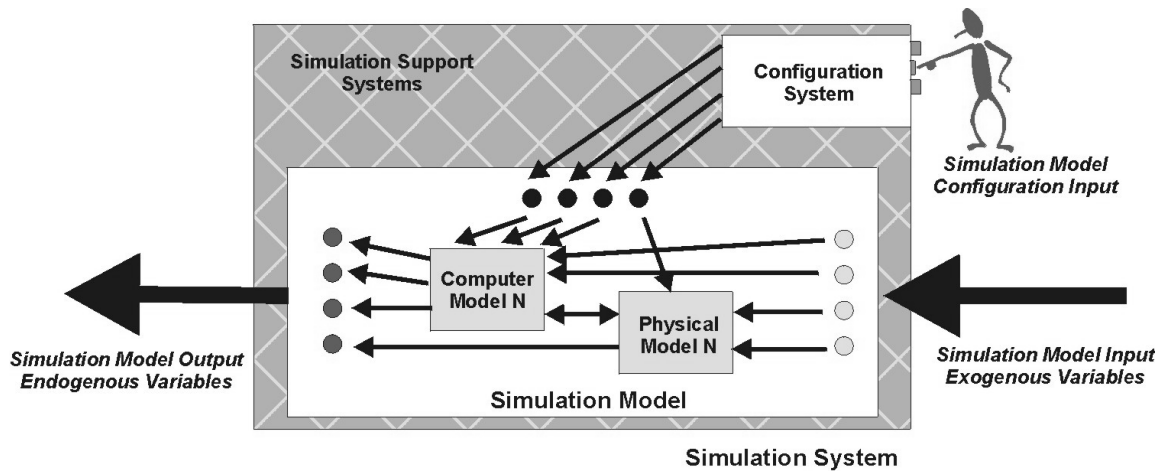 Simulation Support
Systems
Configuration
System
Simulation Model
Configuration Input
Computer
Model N
Physical
Model N
Simulation Model Output
Endogenous Variables
Simulation Model Input
Exogenous Variables
Simulation Model
Simulation System